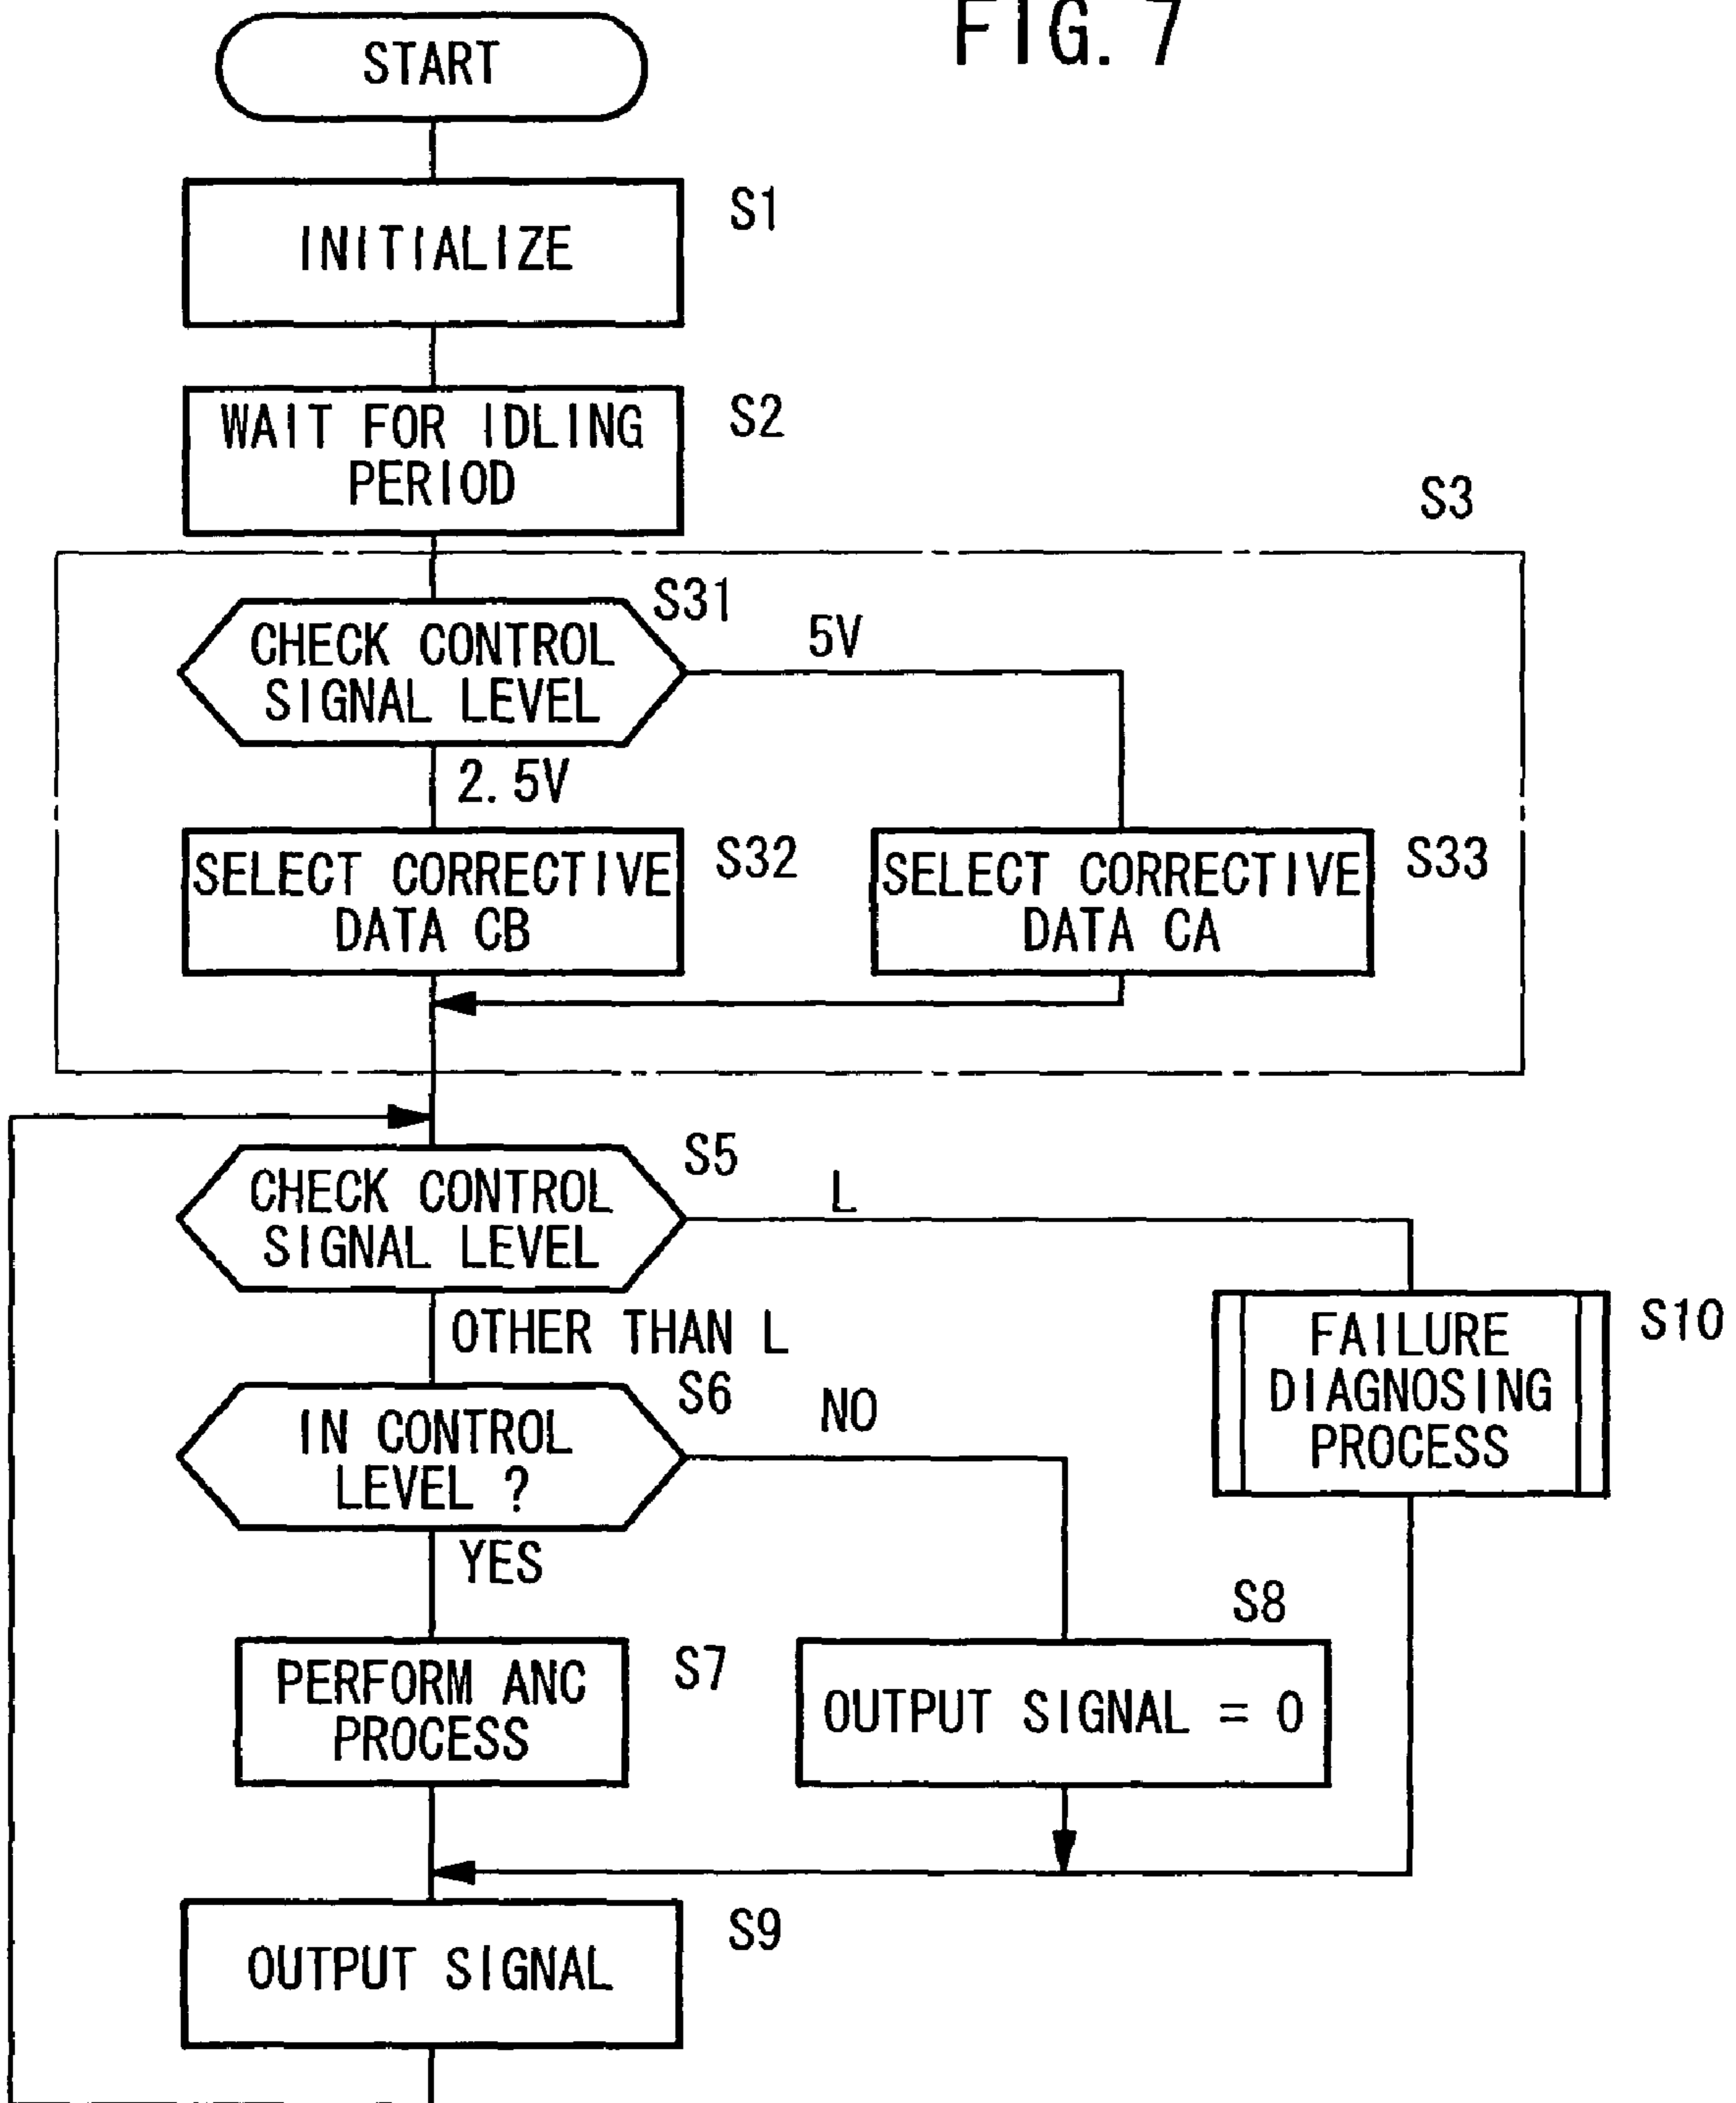 FIG. 7
START
INITIALIZE
S1
WAIT FOR IDLING
PERIOD
S2
S3
CHECK CONTROL
SIGNAL LEVEL
S31
5V
2.5V
SELECT CORRECTIVE
DATA CB
S32
SELECT CORRECTIVE
DATA CA
S33
CHECK CONTROL
SIGNAL LEVEL
S5
L
OTHER THAN L
FAILURE
DIAGNOSING
PROCESS
S10
IN CONTROL
LEVEL ?
S6
NO
YES
PERFORM ANC
PROCESS
S7
S8
OUTPUT SIGNAL = 0
OUTPUT SIGNAL
S9